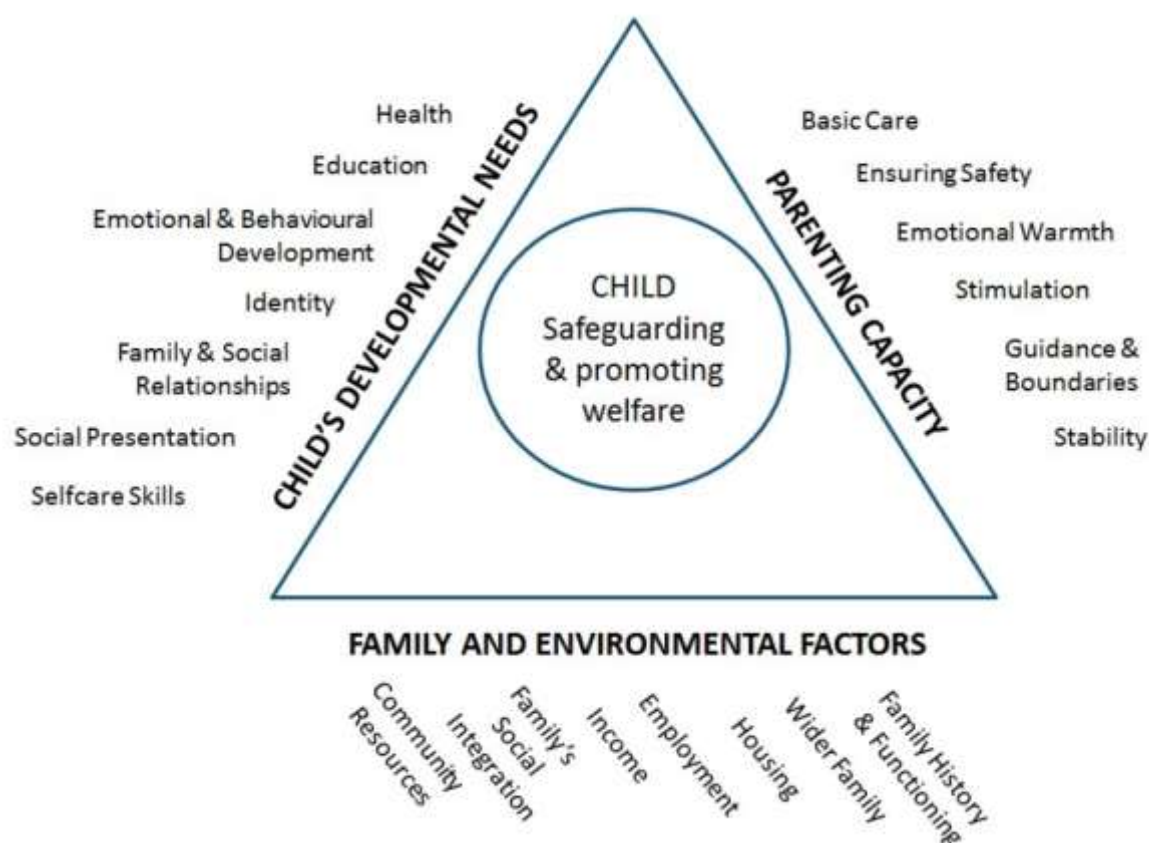 Health
Education
Emotional & Behavioural
Development
Identity
Family & Social
Relationships
Social Presentation
Selfcare Skills
CHILD'S DEVELOPMENTAL NEEDS
CHILD
Safeguarding
& promoting
welfare
PARENTING CAPACITY
Basic Care
Ensuring Safety
Emotional Warmth
Stimulation
Guidance &
Boundaries
Stability
FAMILY AND ENVIRONMENTAL FACTORS
Community
Resources
Family's
Social
Integration
Income
Employment
Housing
Wider Family
Family History
& Functioning